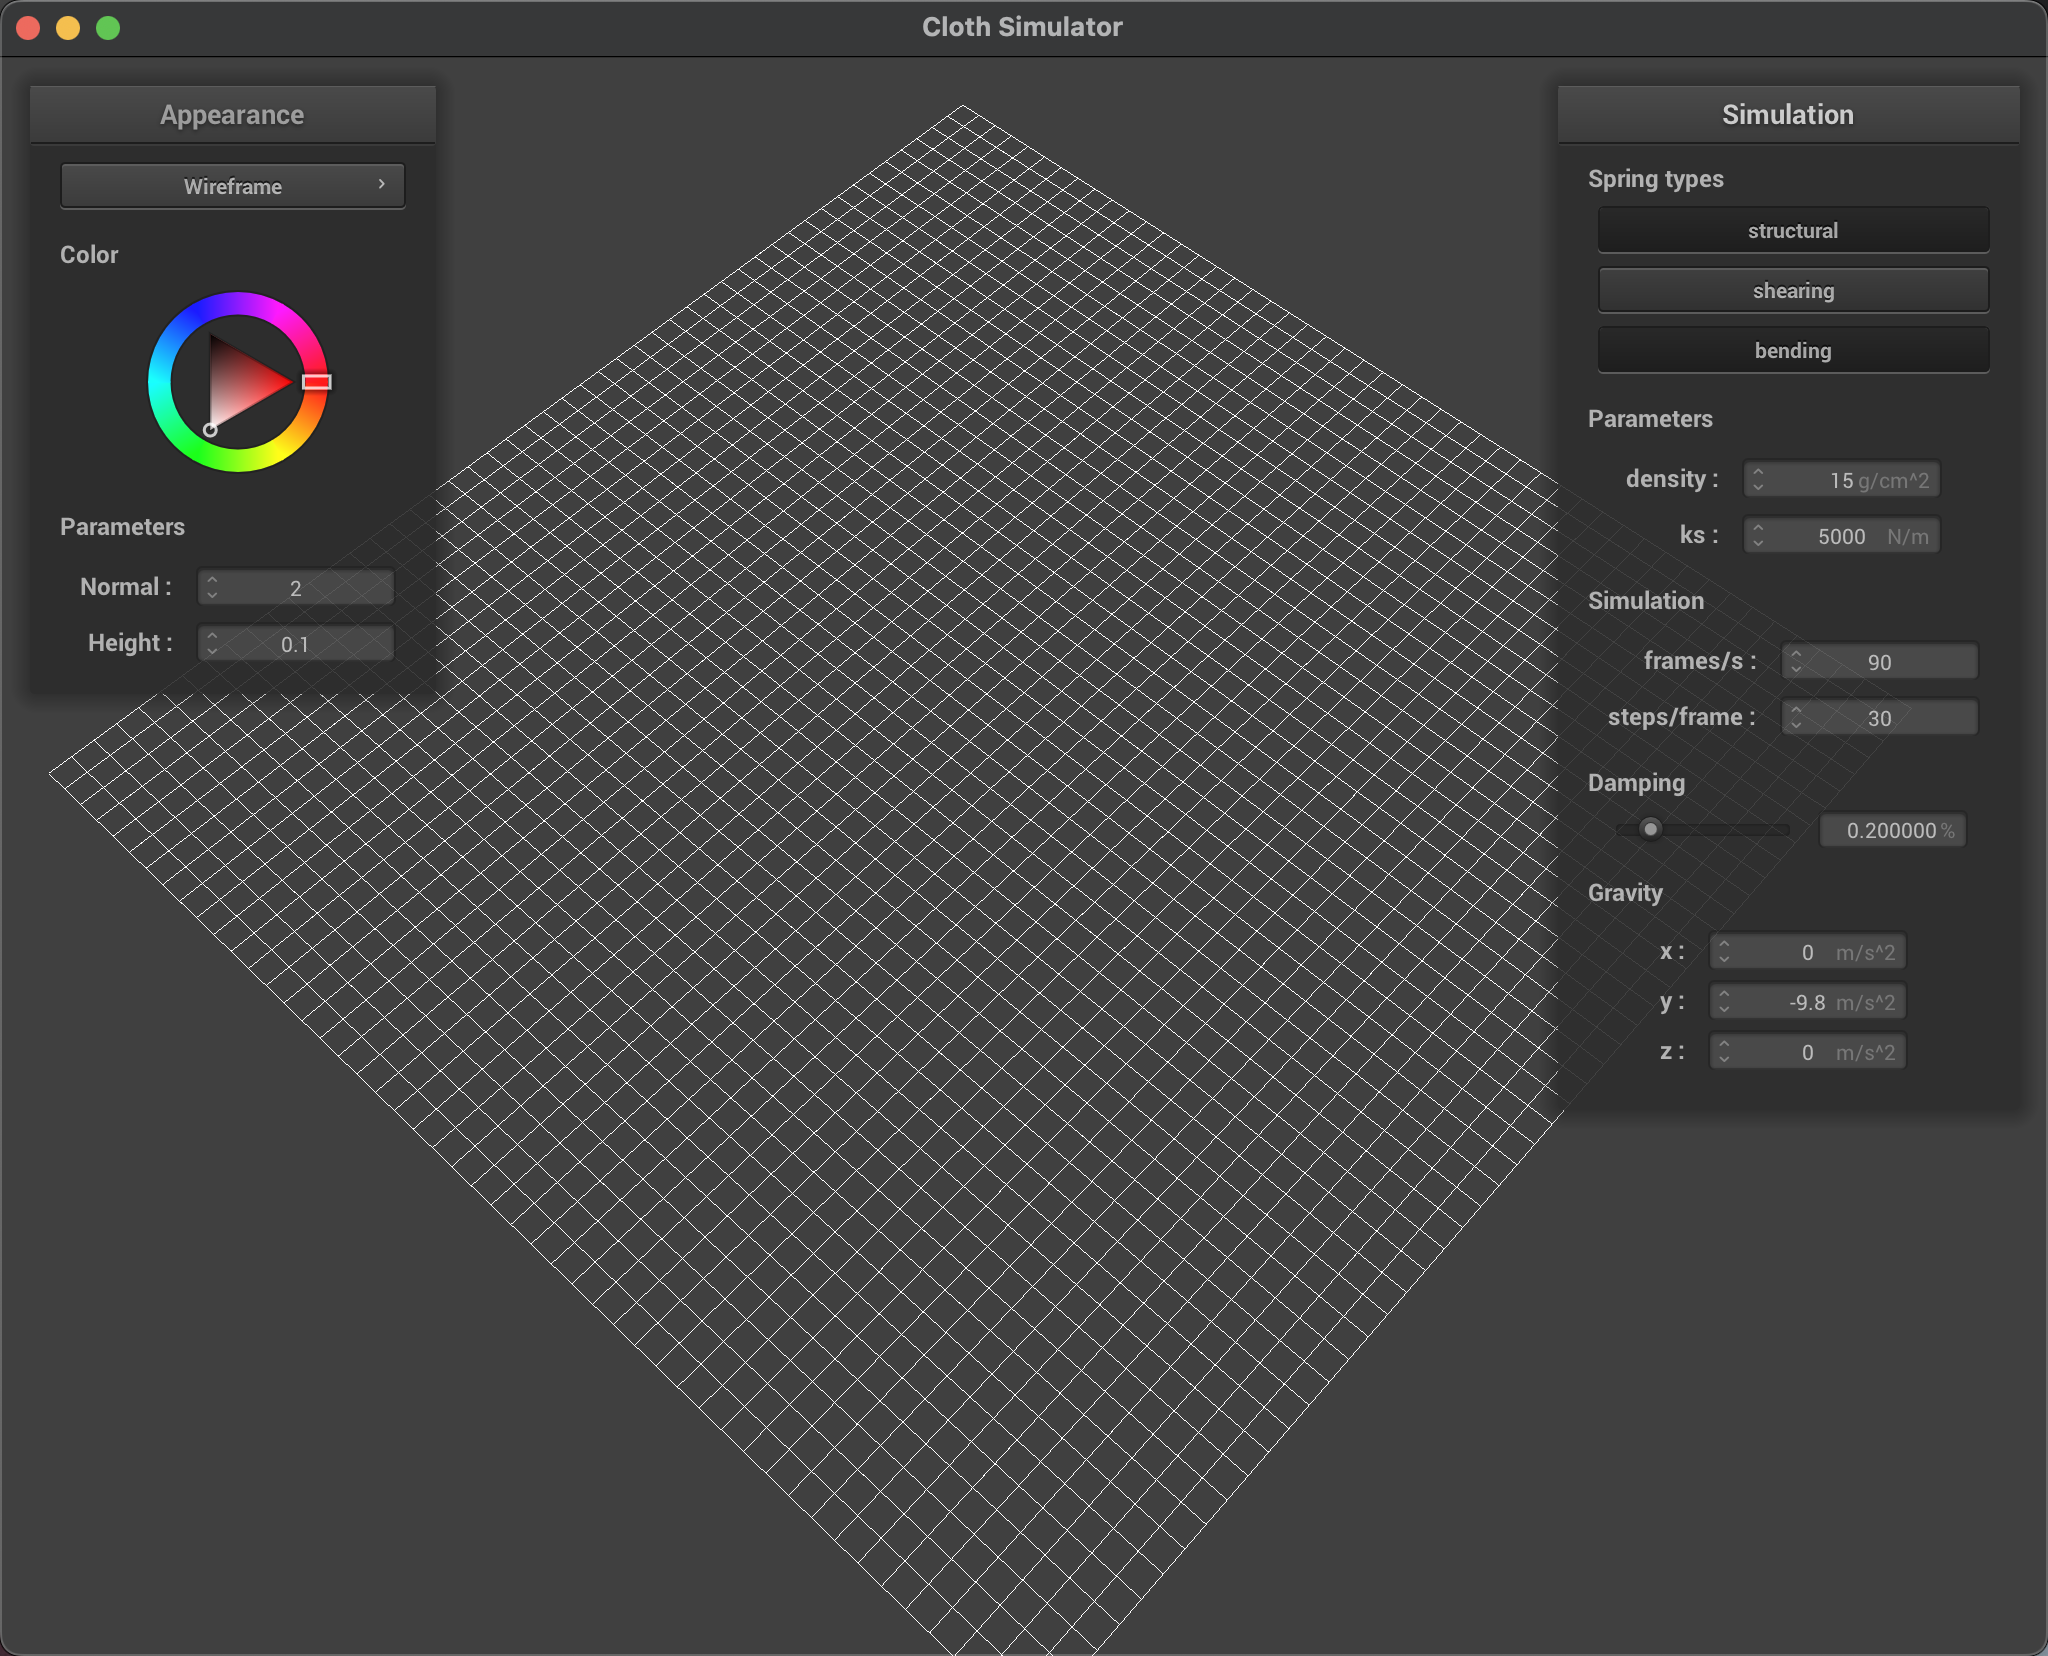 Cloth Simulator
Appearance
Wireframe
Color
Parameters
Normal : 2
Height : 0.1
Simulation
Spring types
structural
shearing
bending
Parameters
density : 15 g/cm^2
ks : 5000 N/m
Simulation
frames/s : 90
steps/frame : 30
Damping
0.200000 %
Gravity
x : 0 m/s^2
y : -9.8 m/s^2
z : 0 m/s^2